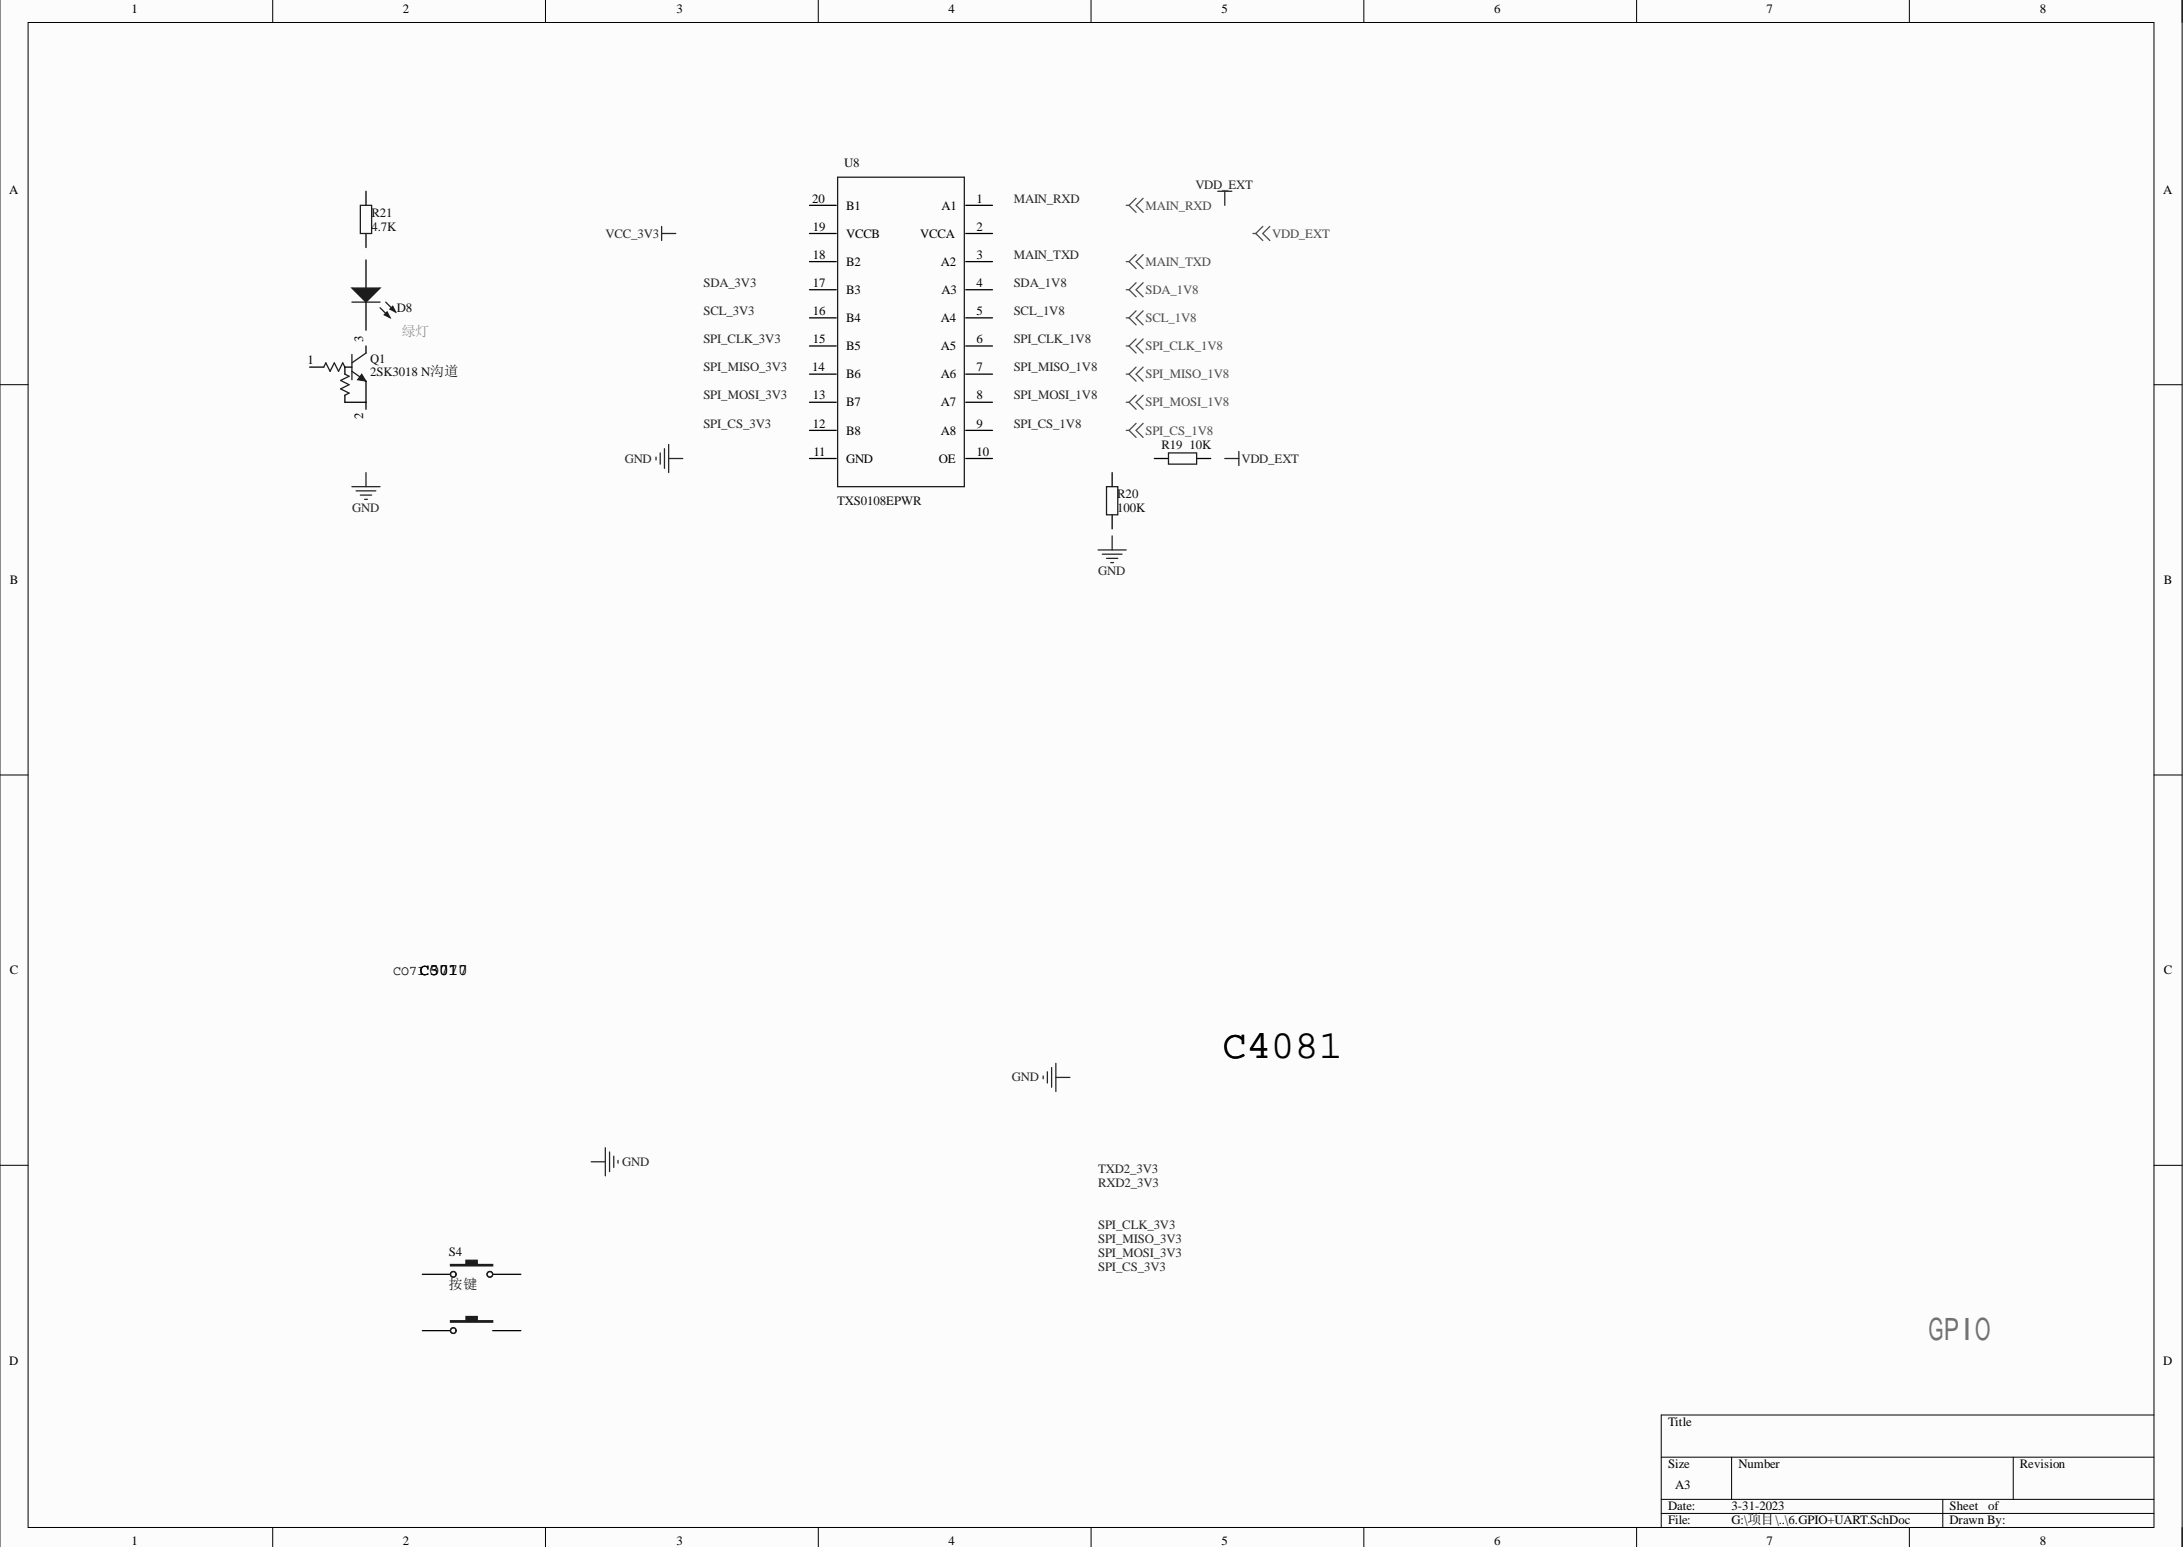 1 2 3 4 5 6 7 8
A A
U8
R21
4.7K
D8
绿灯
3
1
Q1
2SK3018 N沟道
2
GND
VCC_3V3
SDA_3V3
SCL_3V3
SPI_CLK_3V3
SPI_MISO_3V3
SPI_MOSI_3V3
SPI_CS_3V3
GND
20 B1 A1 1 MAIN_RXD
19 VCCB VCCA 2
18 B2 A2 3 MAIN_TXD
17 B3 A3 4 SDA_1V8
16 B4 A4 5 SCL_1V8
15 B5 A5 6 SPI_CLK_1V8
14 B6 A6 7 SPI_MISO_1V8
13 B7 A7 8 SPI_MOSI_1V8
12 B8 A8 9 SPI_CS_1V8
11 GND OE 10
TXS0108EPWR
VDD_EXT
MAIN_RXD
VDD_EXT
MAIN_TXD
SDA_1V8
SCL_1V8
SPI_CLK_1V8
SPI_MISO_1V8
SPI_MOSI_1V8
SPI_CS_1V8
R19 10K
VDD_EXT
R20
100K
GND
B B
C C
C4081
GND
GND
TXD2_3V3
RXD2_3V3
SPI_CLK_3V3
SPI_MISO_3V3
SPI_MOSI_3V3
SPI_CS_3V3
S4
按键
GPIO
D D
Title
Size Number Revision
A3
Date: 3-31-2023 Sheet of
File: G:\项目\..\6.GPIO+UART.SchDoc Drawn By:
1 2 3 4 5 6 7 8